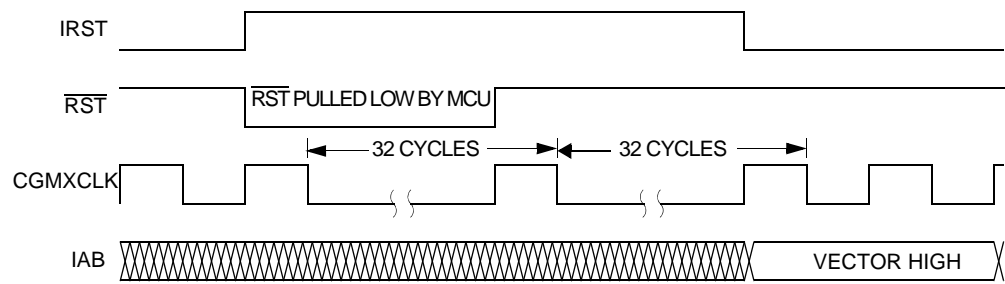 IRST
RST
RST PULLED LOW BY MCU
32 CYCLES
32 CYCLES
CGMXCLK
IAB
VECTOR HIGH